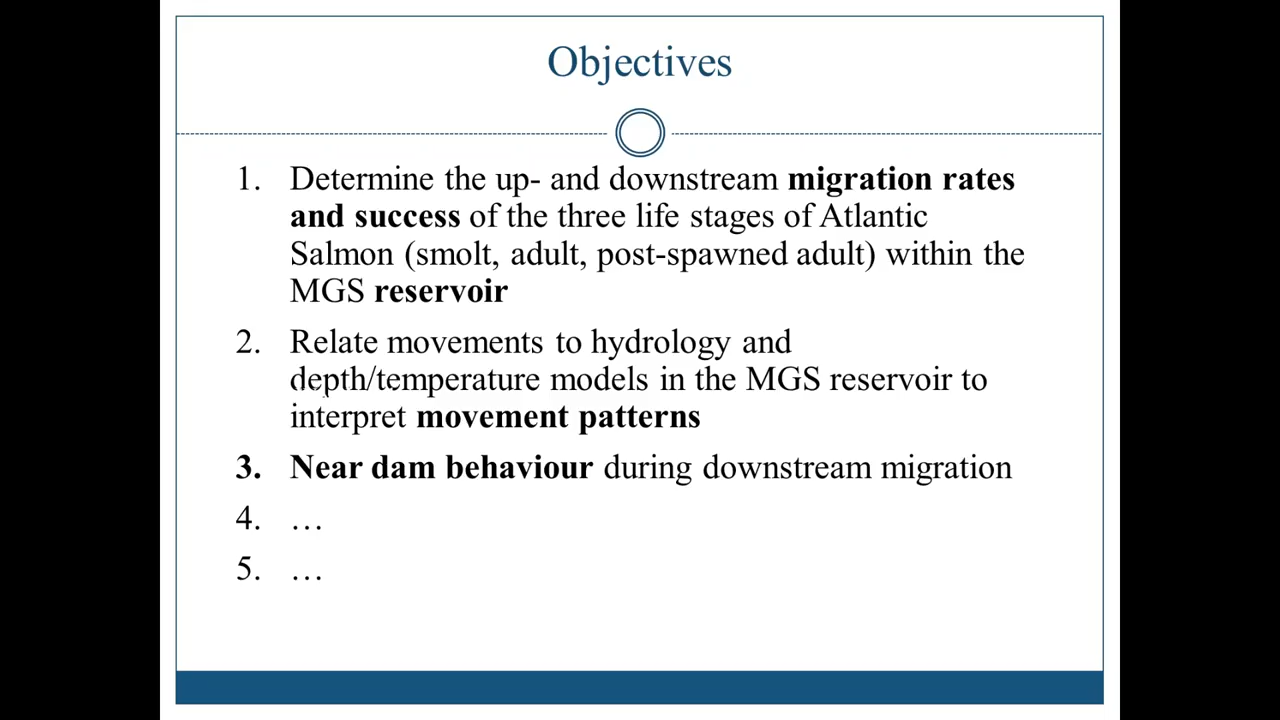 Objectives
1. Determine the up- and downstream migration rates
and success of the three life stages of Atlantic
Salmon (smolt, adult, post-spawned adult) within the
MGS reservoir
2. Relate movements to hydrology and
depth/temperature models in the MGS reservoir to
interpret movement patterns
3. Near dam behaviour during downstream migration
4. …
5. …